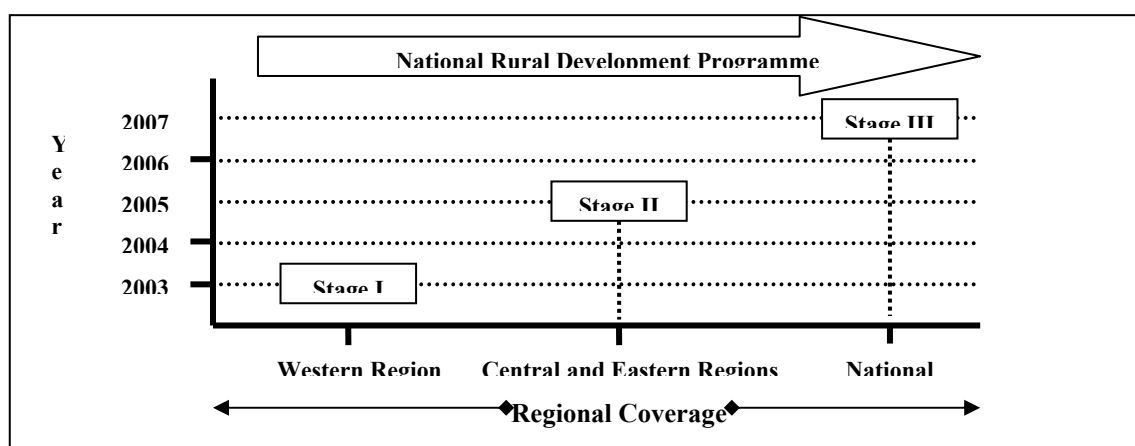 National Rural Development Programme
Year
2007
2006
2005
2004
2003
Stage III
Stage II
Stage I
Western Region
Central and Eastern Regions
National
Regional Coverage